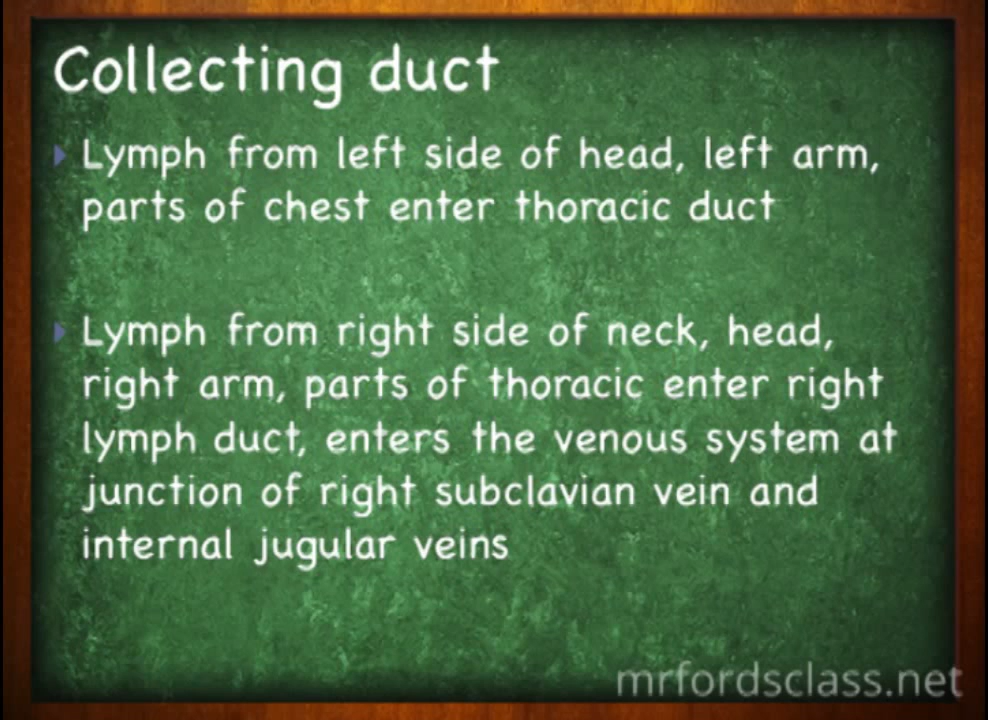 Collecting duct
Lymph from left side of head, left arm,
parts of chest enter thoracic duct
Lymph from right side of neck, head,
right arm, parts of thoracic enter right
lymph duct, enters the venous system at
junction of right subclavian vein and
internal jugular veins
mrfordsclass.net